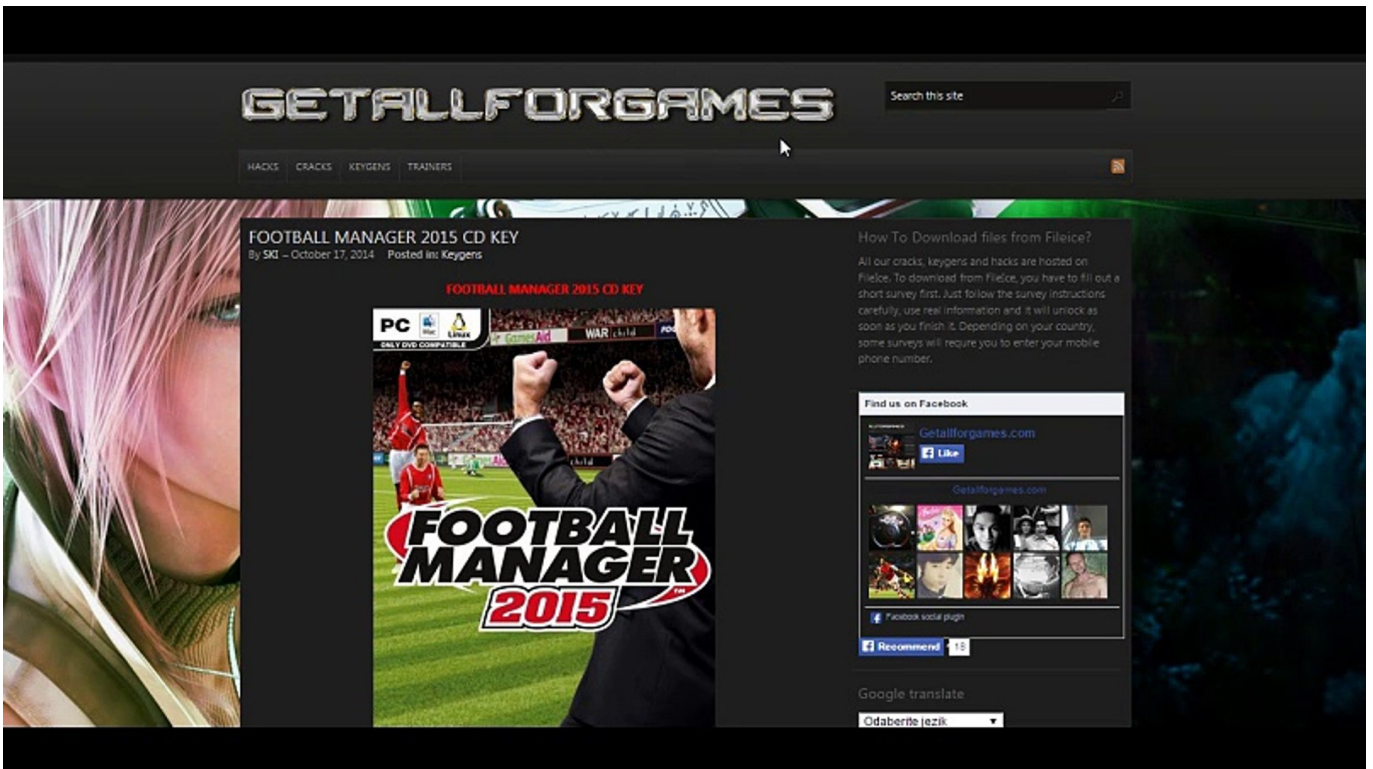 GETALLFORGAMES
Search this site
HACKS CRACKS KEYGENS TRAINERS
FOOTBALL MANAGER 2015 CD KEY
By SKI – October 17, 2014 Posted in: Keygens
FOOTBALL MANAGER 2015 CD KEY
PC Mac Linux
ONLY DVD COMPATIBLE
GamesAid
WAR child
FOOTBALL
MANAGER
2015
How To Download files from Fileice?
All our cracks, keygens and hacks are hosted on
FileIce. To download from FileIce, you have to fill out a
short survey first. Just follow the survey instructions
carefully, use real information and it will unlock as
soon as you finish it. Depending on your country,
some surveys will requre you to enter your mobile
phone number.
Find us on Facebook
Getallforgames.com
Like
Getallforgames.com
Facebook social plugin
Recommend 18
Google translate
Odaberite jezik